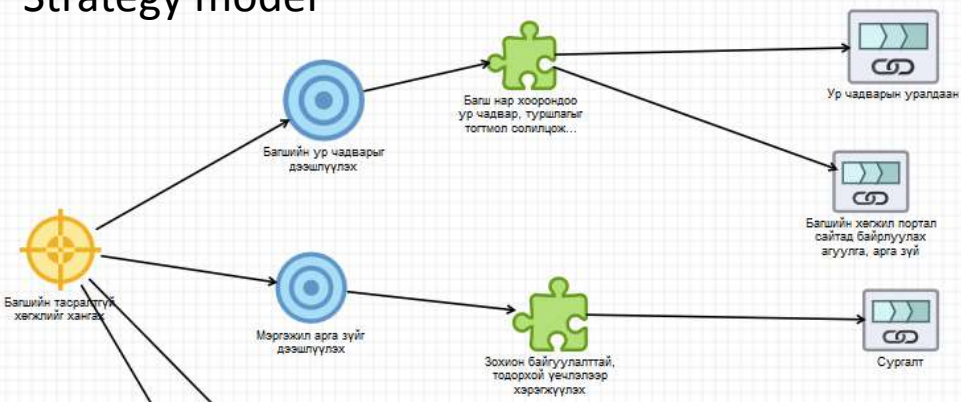 Strategy model
Багш нар хоорондоо
ур чадвар, туршлагыг
тогтмол солилцож...
Ур чадварын уралдаан
Багшийн ур чадварыг
дээшлүүлэх
Багшийн хөгжил портал
сайтад байрлуулах
агуулга, арга зүй
Багшийн тасралтгүй
хөгжлийг хангах
Мэргэжил арга зүйг
дээшлүүлэх
Зохион байгуулалттай,
тодорхой үечлэлээр
хэрэгжүүлэх
Сургалт